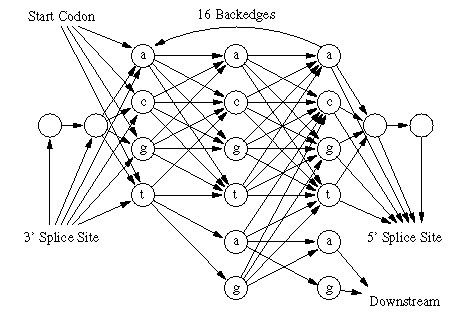 Start Codon
16 Backedges
a a a
c c c
g g g
t t t
3' Splice Site
5' Splice Site
a a
g g
Downstream